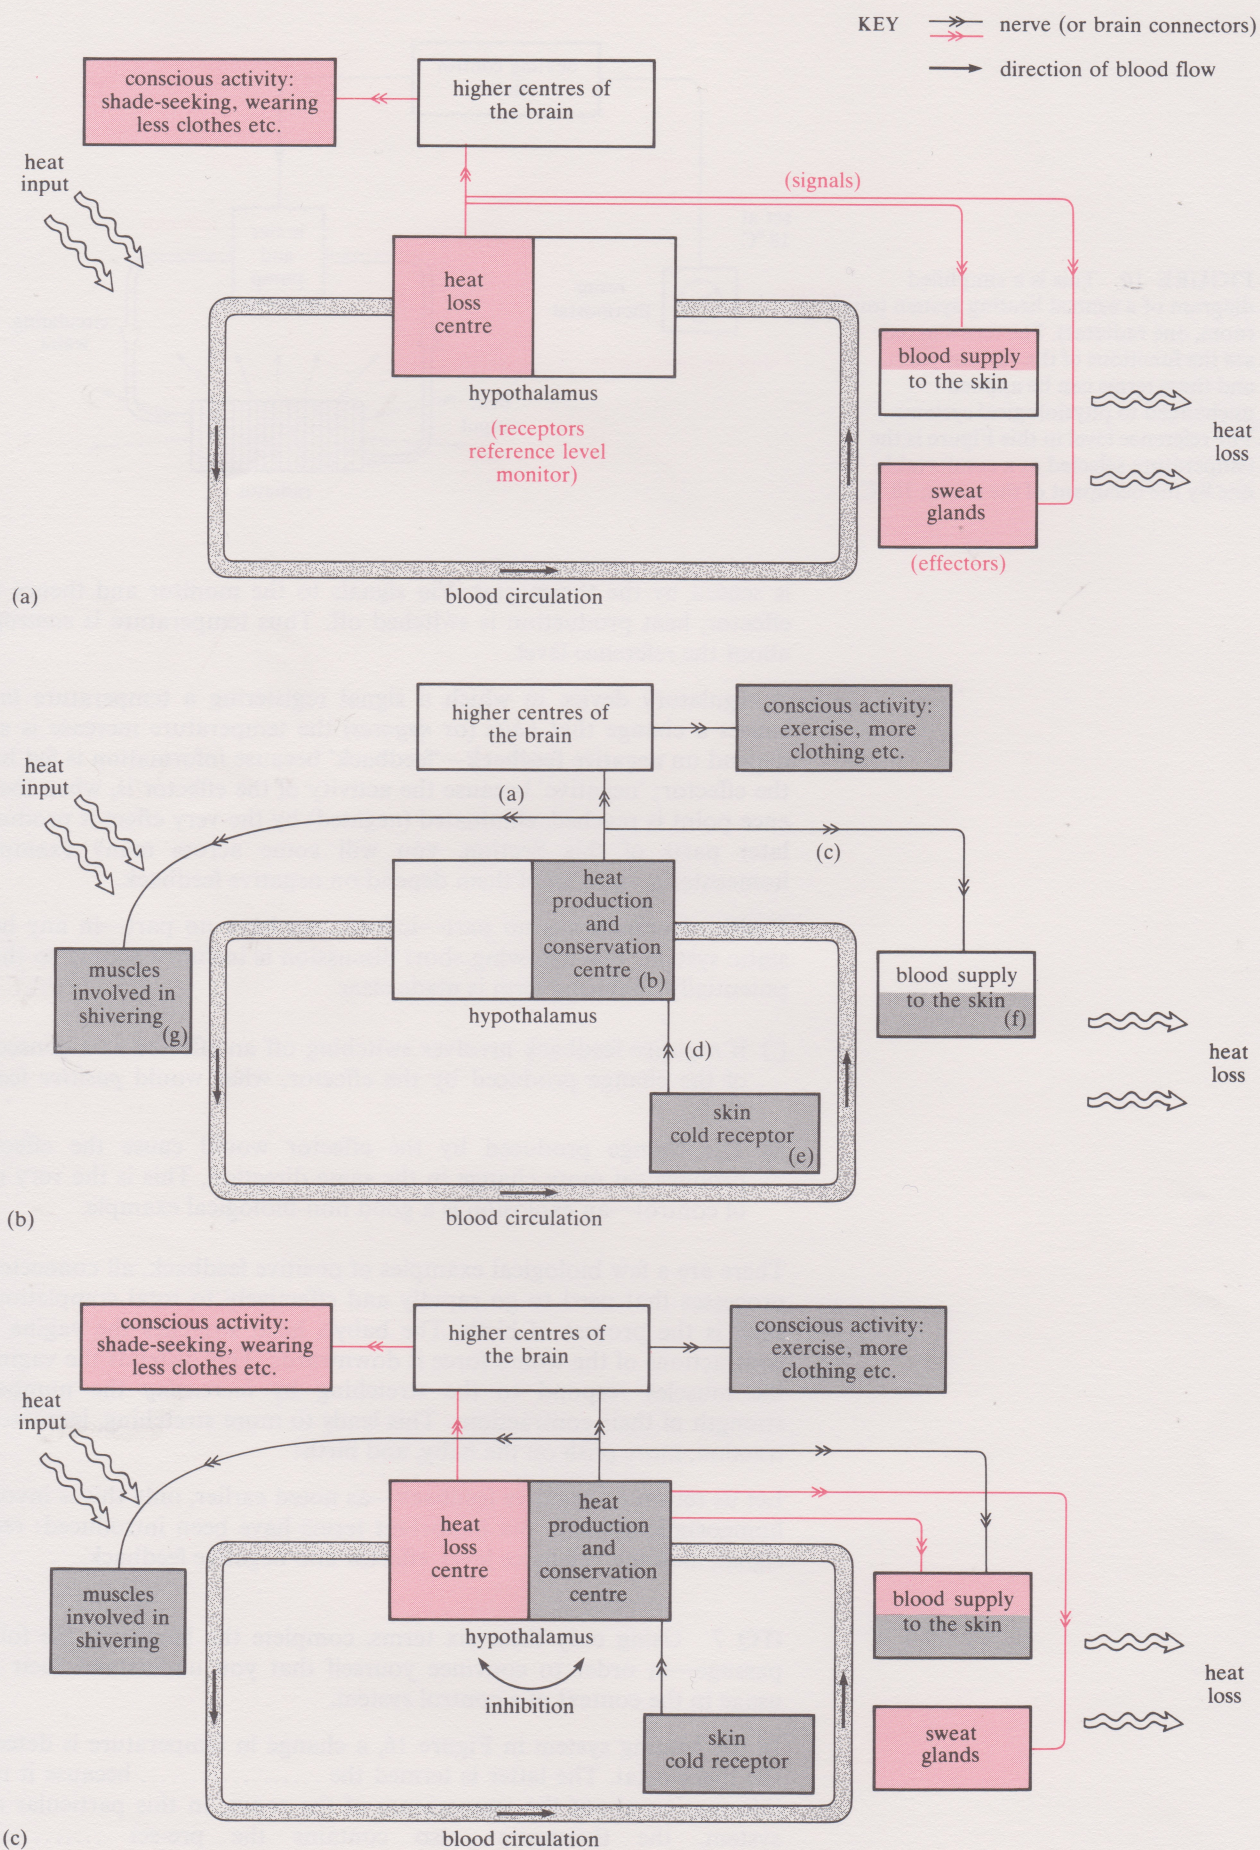 KEY
nerve (or brain connectors)
direction of blood flow
conscious activity:
shade-seeking, wearing
less clothes etc.
higher centres of
the brain
heat
input
(signals)
heat
loss
centre
hypothalamus
(receptors
reference level
monitor)
blood supply
to the skin
heat
loss
sweat
glands
(effectors)
blood circulation
(a)
higher centres of
the brain
conscious activity:
exercise, more
clothing etc.
heat
input
(a)
(c)
heat
production
and
conservation
centre
(b)
hypothalamus
muscles
involved in
shivering
(g)
blood supply
to the skin
(f)
heat
loss
(d)
skin
cold receptor
(e)
blood circulation
(b)
conscious activity:
shade-seeking, wearing
less clothes etc.
higher centres of
the brain
conscious activity:
exercise, more
clothing etc.
heat
input
heat
loss
centre
heat
production
and
conservation
centre
hypothalamus
inhibition
muscles
involved in
shivering
blood supply
to the skin
heat
loss
skin
cold receptor
sweat
glands
blood circulation
(c)